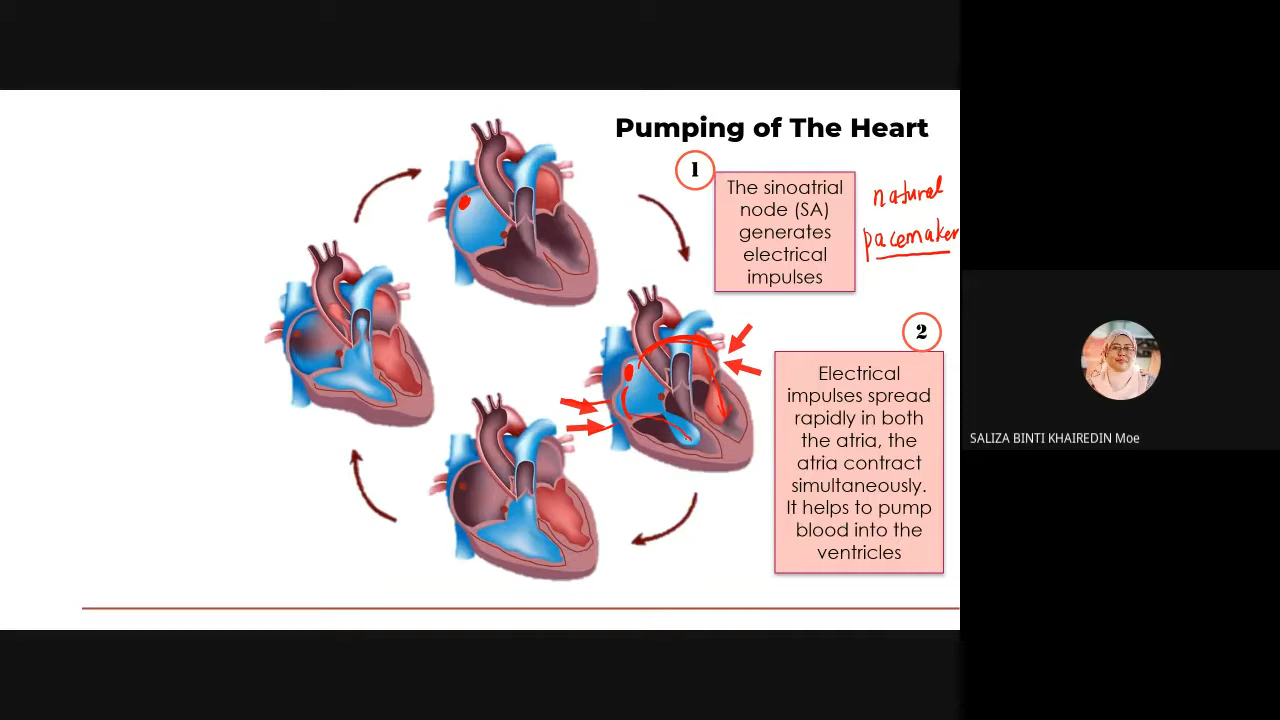 Pumping of The Heart
1
The sinoatrial
node (SA)
generates
electrical
impulses
natural
pacemaker
2
Electrical
impulses spread
rapidly in both
the atria, the
atria contract
simultaneously.
It helps to pump
blood into the
ventricles
SALIZA BINTI KHAIREDIN Moe